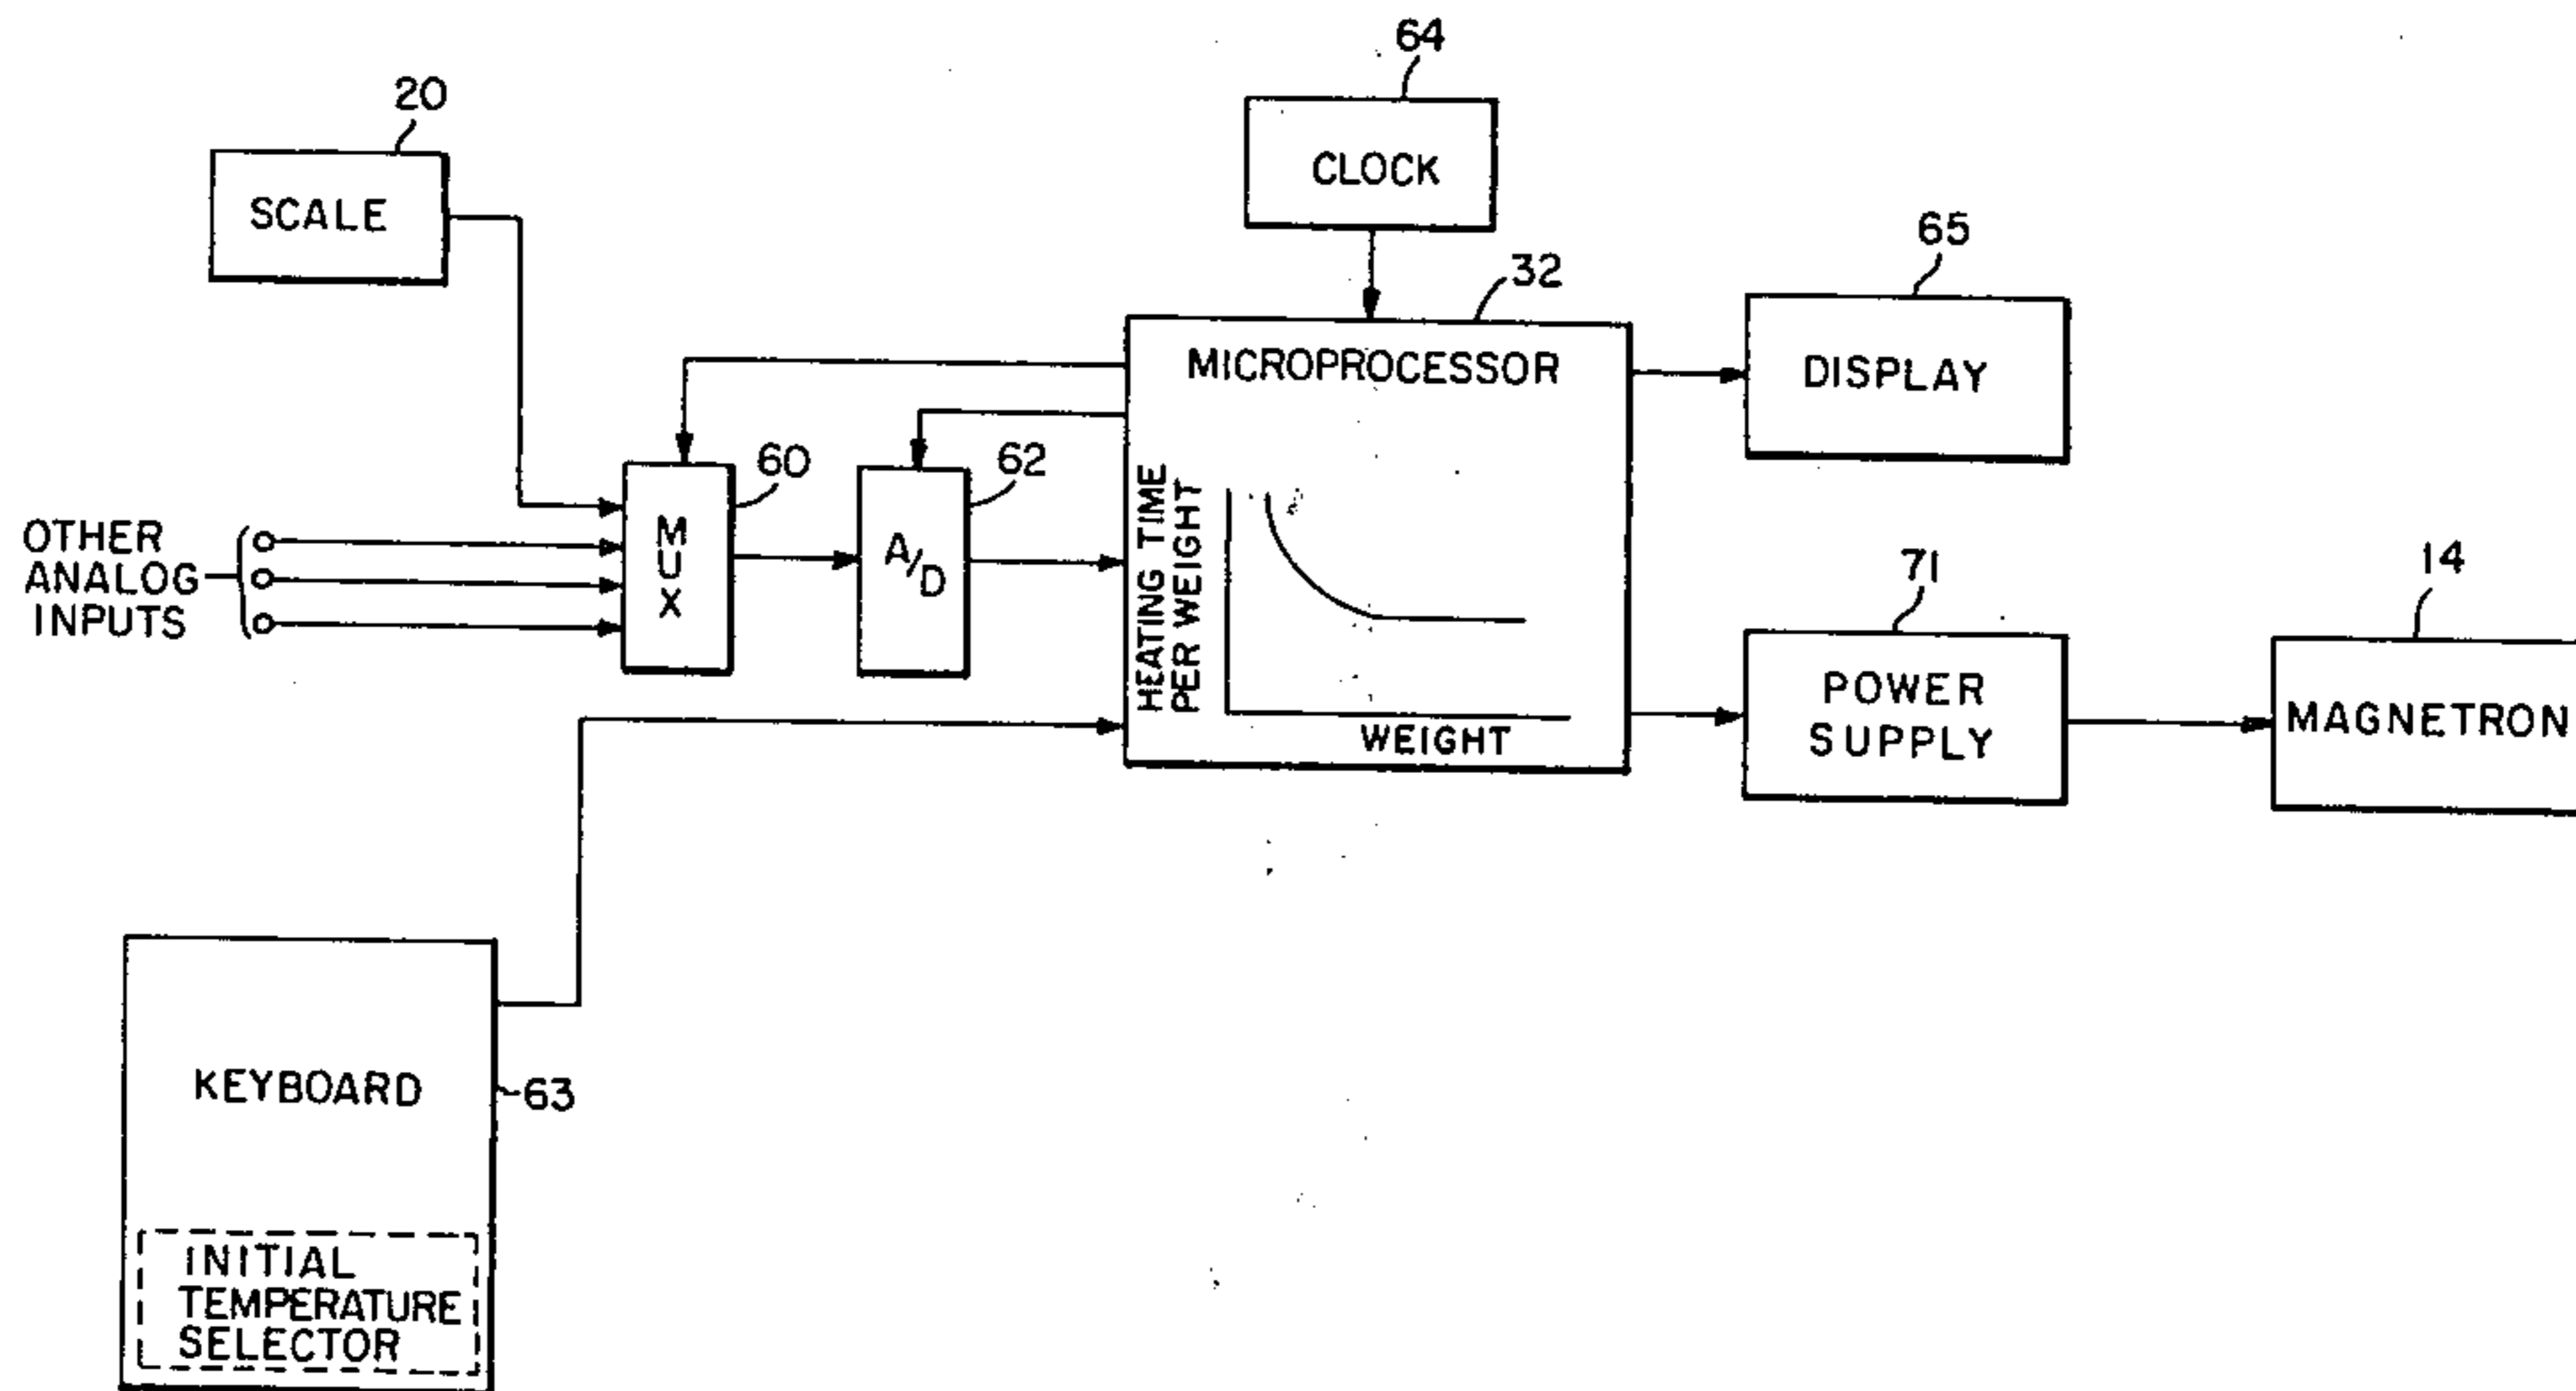 64
20
CLOCK
SCALE
65
32
MICROPROCESSOR
DISPLAY
60
62
OTHER
ANALOG
INPUTS
MUX
A/D
HEATING TIME
PER WEIGHT
WEIGHT
71
14
POWER
SUPPLY
MAGNETRON
KEYBOARD
63
INITIAL
TEMPERATURE
SELECTOR